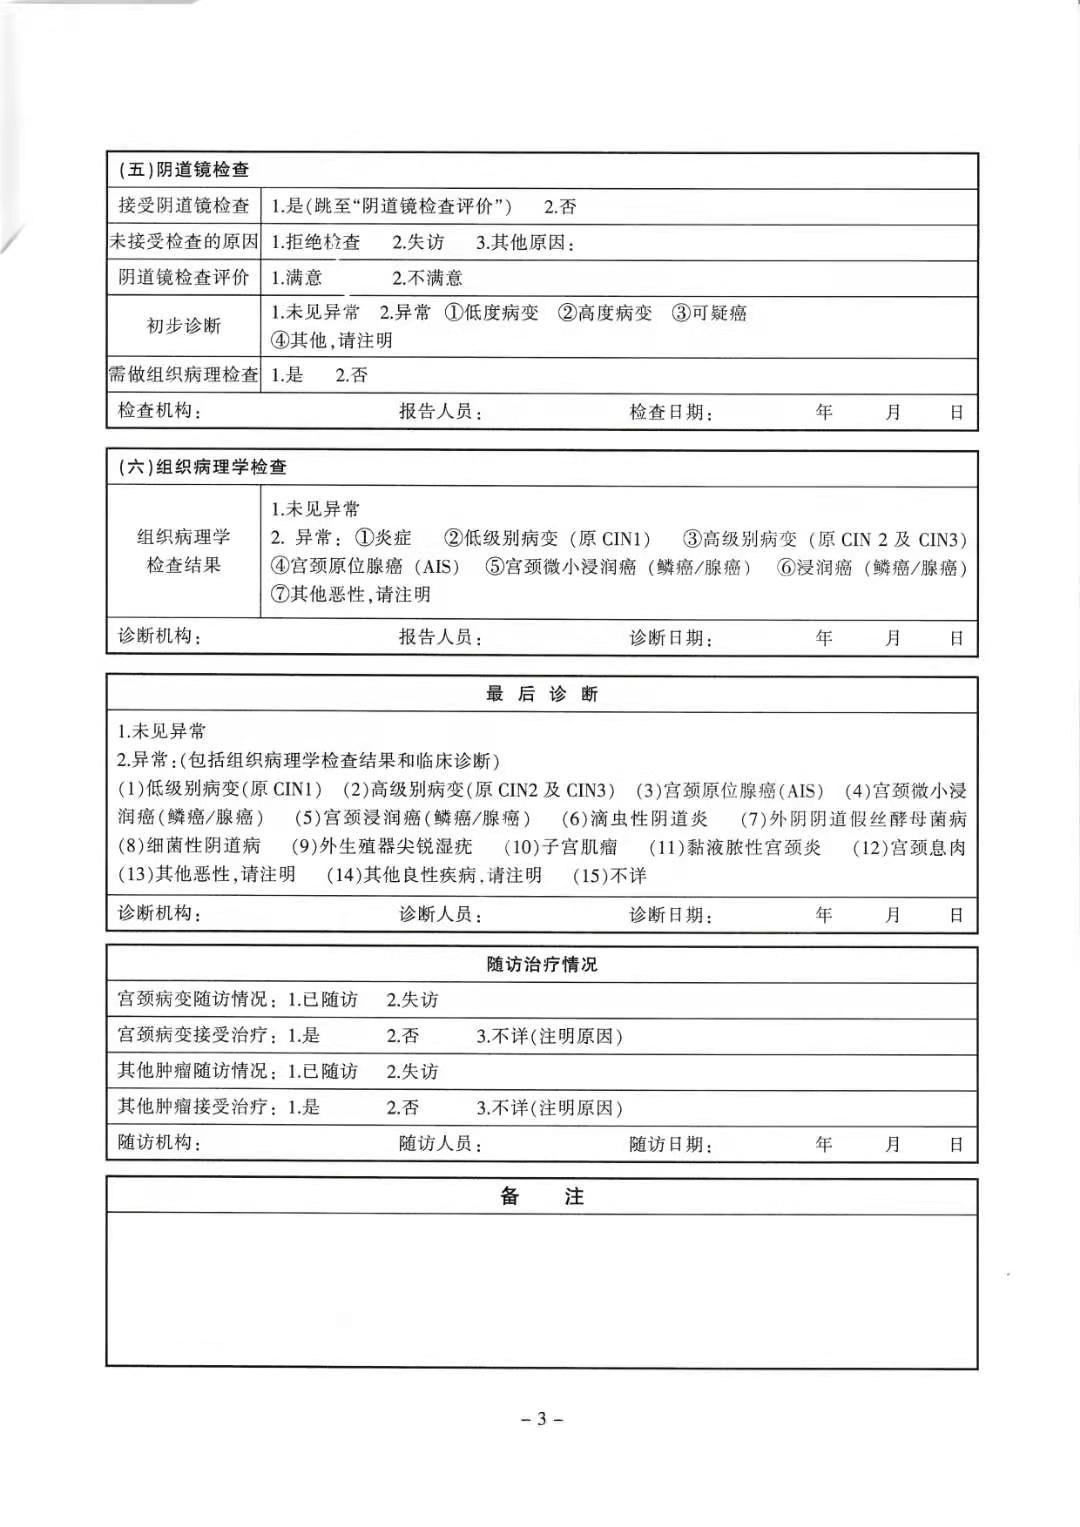 (五)阴道镜检查
接受阴道镜检查 1.是(跳至“阴道镜检查评价”) 2.否
未接受检查的原因 1.拒绝检查 2.失访 3.其他原因:
阴道镜检查评价 1.满意 2.不满意
初步诊断 1.未见异常 2.异常 ①低度病变 ②高度病变 ③可疑癌
④其他,请注明
需做组织病理检查 1.是 2.否
检查机构: 报告人员: 检查日期: 年 月 日
(六)组织病理学检查
组织病理学
检查结果
1.未见异常
2. 异常: ①炎症 ②低级别病变 (原 CIN1) ③高级别病变 (原 CIN 2 及 CIN3)
④宫颈原位腺癌 (AIS) ⑤宫颈微小浸润癌 (鳞癌/腺癌) ⑥浸润癌 (鳞癌/腺癌)
⑦其他恶性,请注明
诊断机构: 报告人员: 诊断日期: 年 月 日
最 后 诊 断
1.未见异常
2.异常:(包括组织病理学检查结果和临床诊断)
(1)低级别病变(原 CIN1) (2)高级别病变(原 CIN2 及 CIN3) (3)宫颈原位腺癌(AIS) (4)宫颈微小浸
润癌(鳞癌/腺癌) (5)宫颈浸润癌(鳞癌/腺癌) (6)滴虫性阴道炎 (7)外阴阴道假丝酵母菌病
(8)细菌性阴道病 (9)外生殖器尖锐湿疣 (10)子宫肌瘤 (11)黏液脓性宫颈炎 (12)宫颈息肉
(13)其他恶性,请注明 (14)其他良性疾病,请注明 (15)不详
诊断机构: 诊断人员: 诊断日期: 年 月 日
随访治疗情况
宫颈病变随访情况: 1.已随访 2.失访
宫颈病变接受治疗: 1.是 2.否 3.不详(注明原因)
其他肿瘤随访情况: 1.已随访 2.失访
其他肿瘤接受治疗: 1.是 2.否 3.不详(注明原因)
随访机构: 随访人员: 随访日期: 年 月 日
备 注
- 3 -